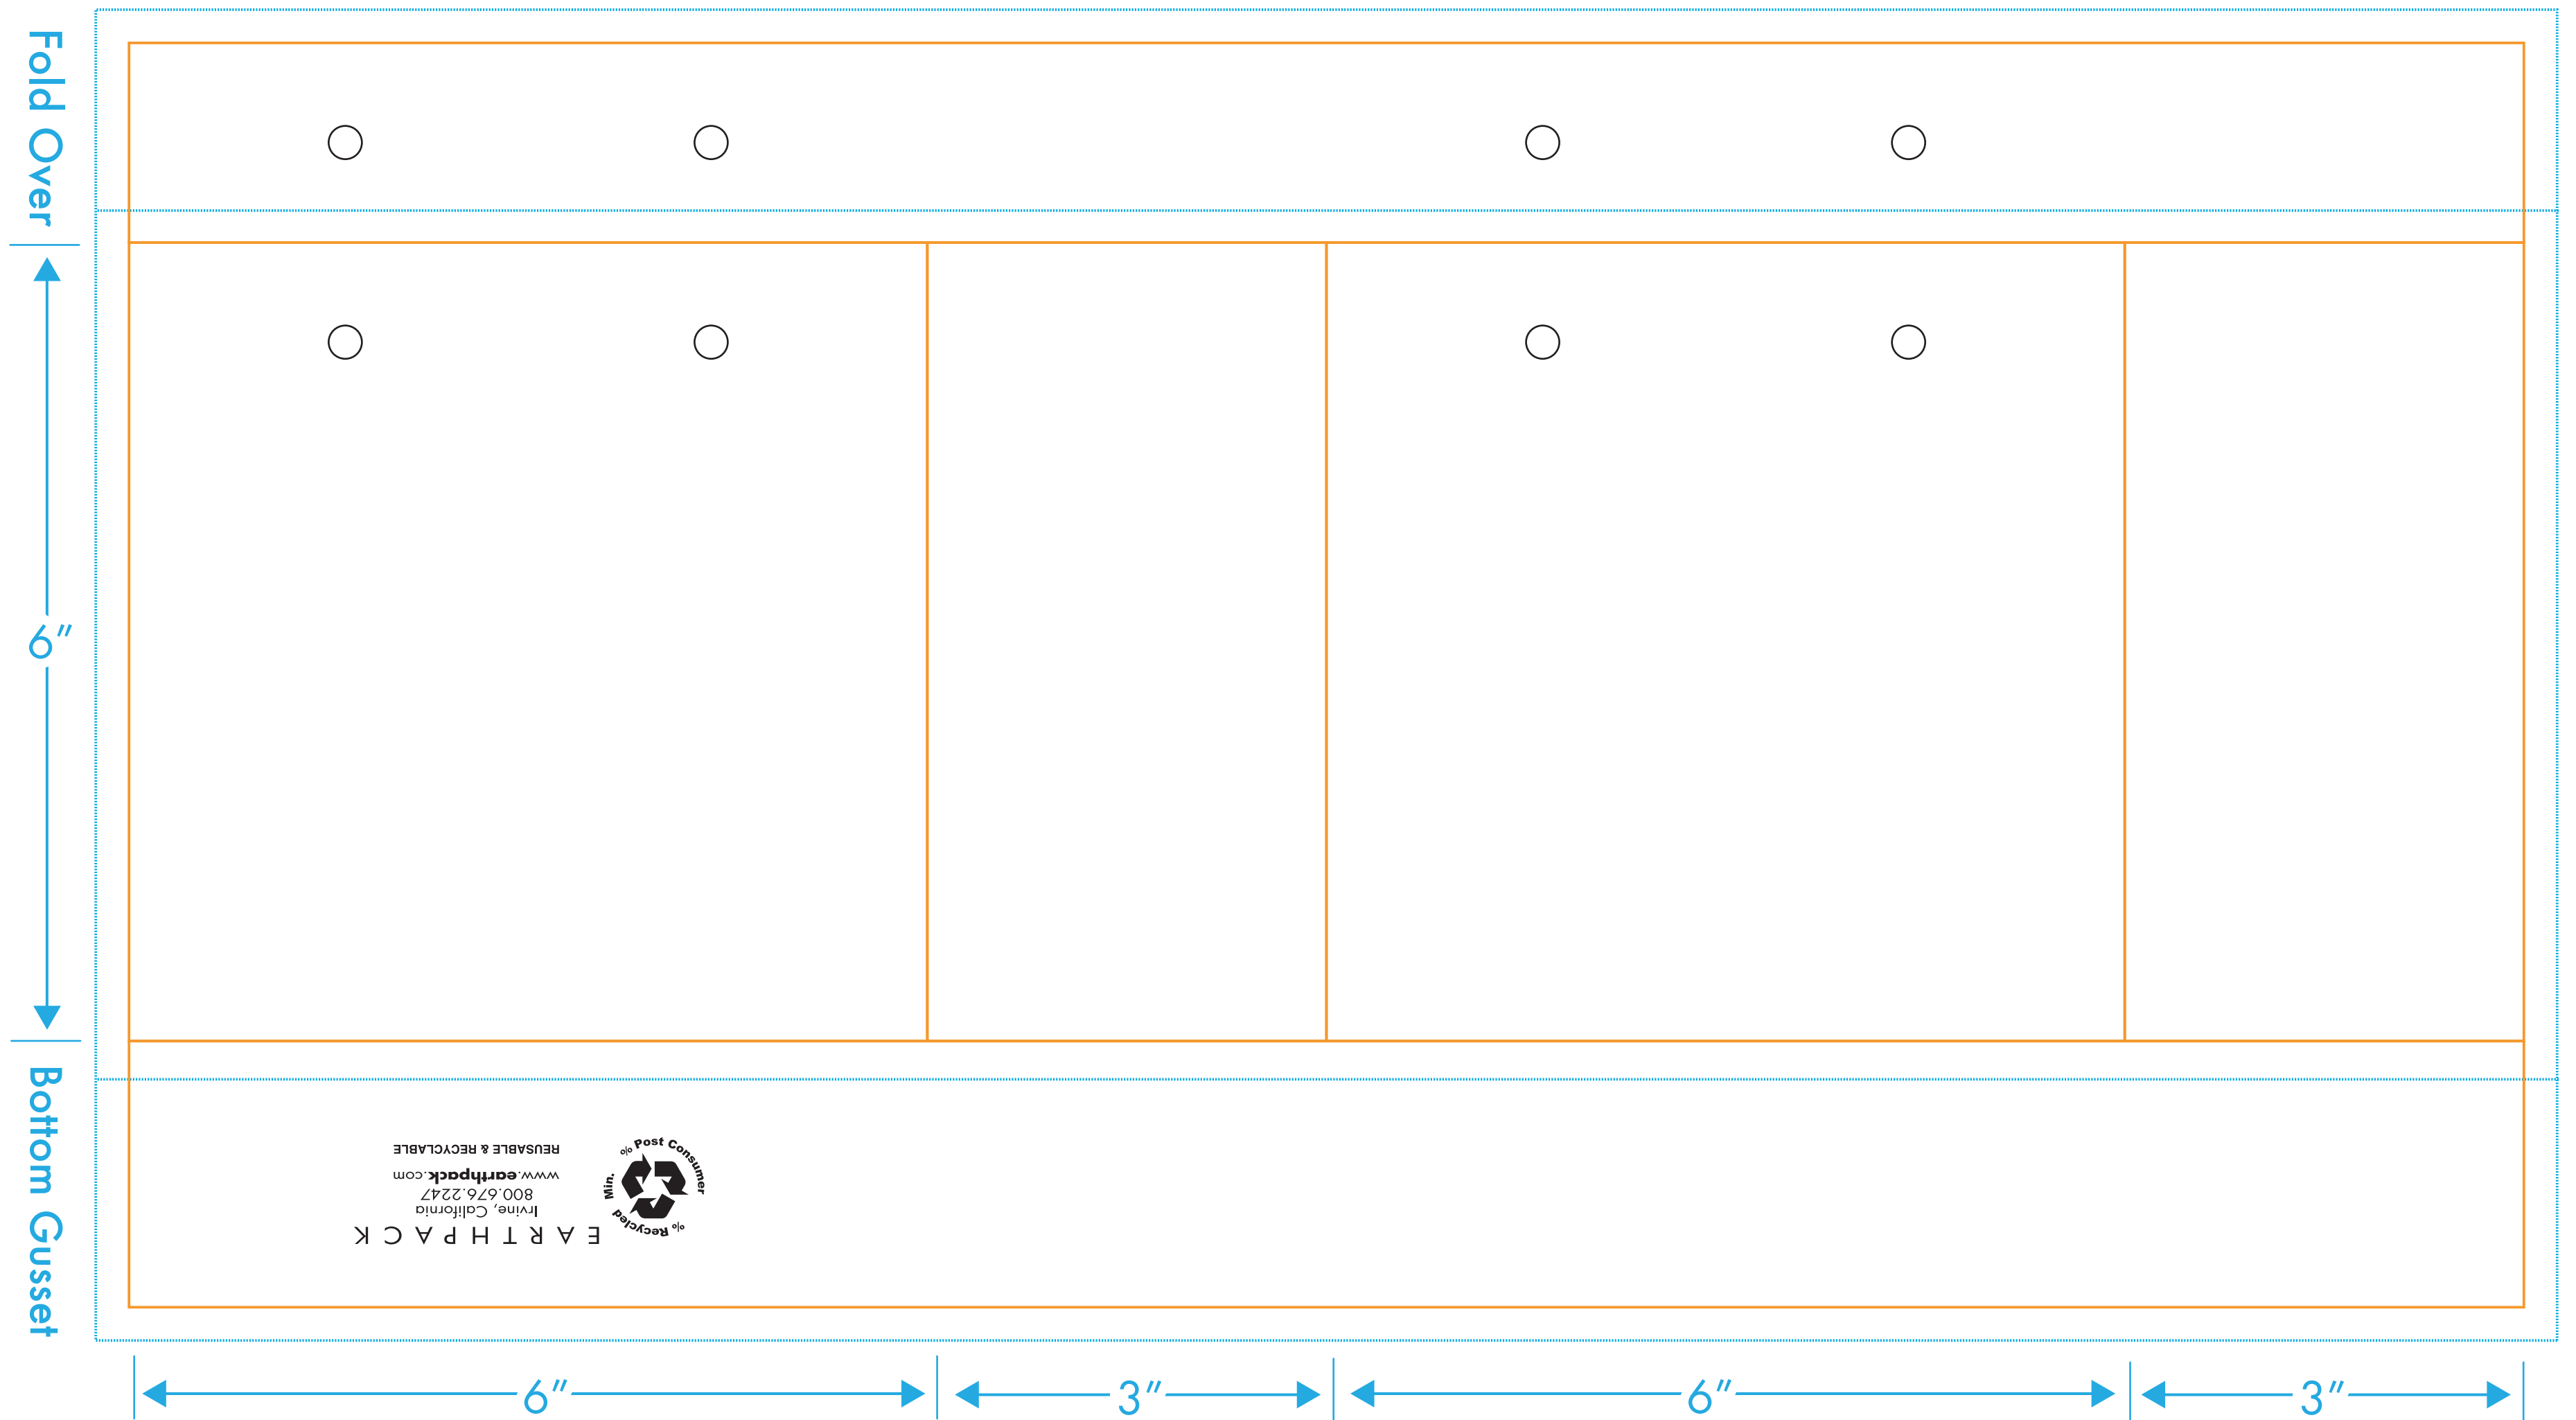 Fold Over
6"
Bottom Gusset
EARTHPACK
Irvine, California
800.676.2247
www.earthpack.com
REUSABLE & RECYCLABLE
% Recycled
Min. % Post Consumer
6"
3"
6"
3"